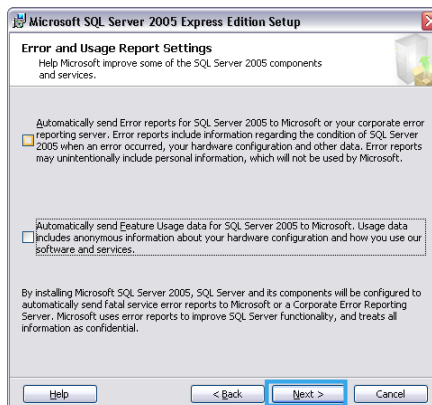 Microsoft SQL Server 2005 Express Edition Setup
Error and Usage Report Settings
Help Microsoft improve some of the SQL Server 2005 components
and services.
Automatically send Error reports for SQL Server 2005 to Microsoft or your corporate error
reporting server. Error reports include information regarding the condition of SQL Server
2005 when an error occurred, your hardware configuration and other data. Error reports
may unintentionally include personal information, which will not be used by Microsoft.
Automatically send Feature Usage data for SQL Server 2005 to Microsoft. Usage data
includes anonymous information about your hardware configuration and how you use our
software and services.
By installing Microsoft SQL Server 2005, SQL Server and its components will be configured to
automatically send fatal service error reports to Microsoft or a Corporate Error Reporting
Server. Microsoft uses error reports to improve SQL Server functionality, and treats all
information as confidential.
Help
< Back
Next >
Cancel